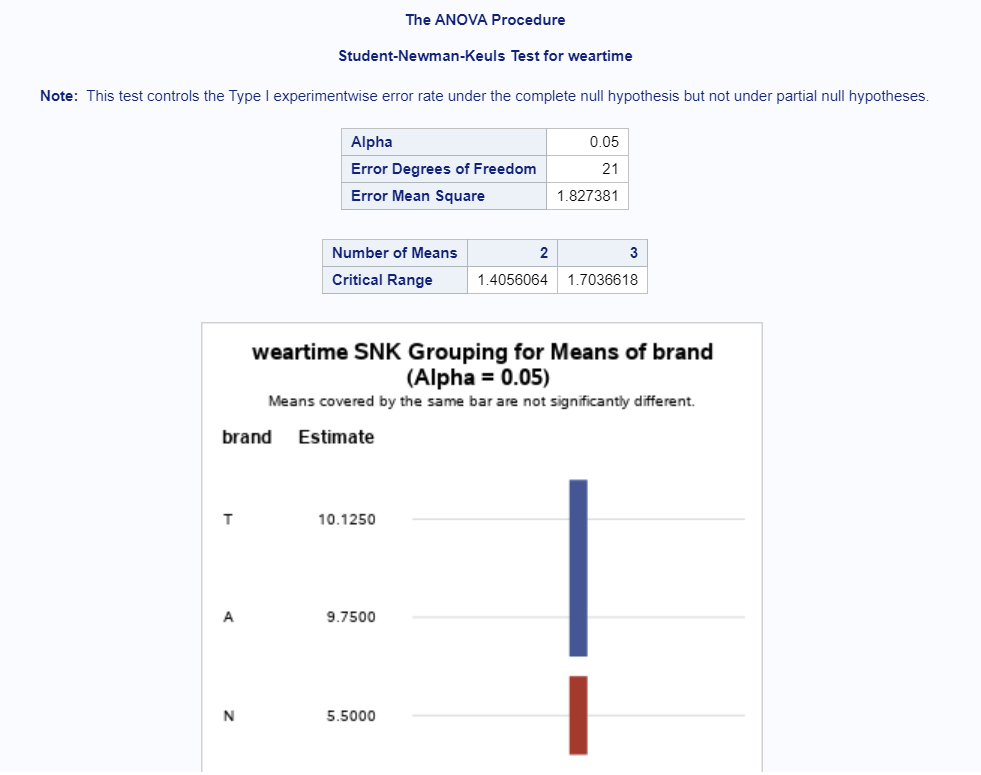 The ANOVA Procedure
Student-Newman-Keuls Test for weartime
Note: This test controls the Type I experimentwise error rate under the complete null hypothesis but not under partial null hypotheses.
Alpha 0.05
Error Degrees of Freedom 21
Error Mean Square 1.827381
Number of Means 2 3
Critical Range 1.4056064 1.7036618
weartime SNK Grouping for Means of brand
(Alpha = 0.05)
Means covered by the same bar are not significantly different.
brand Estimate
T 10.1250
A 9.7500
N 5.5000